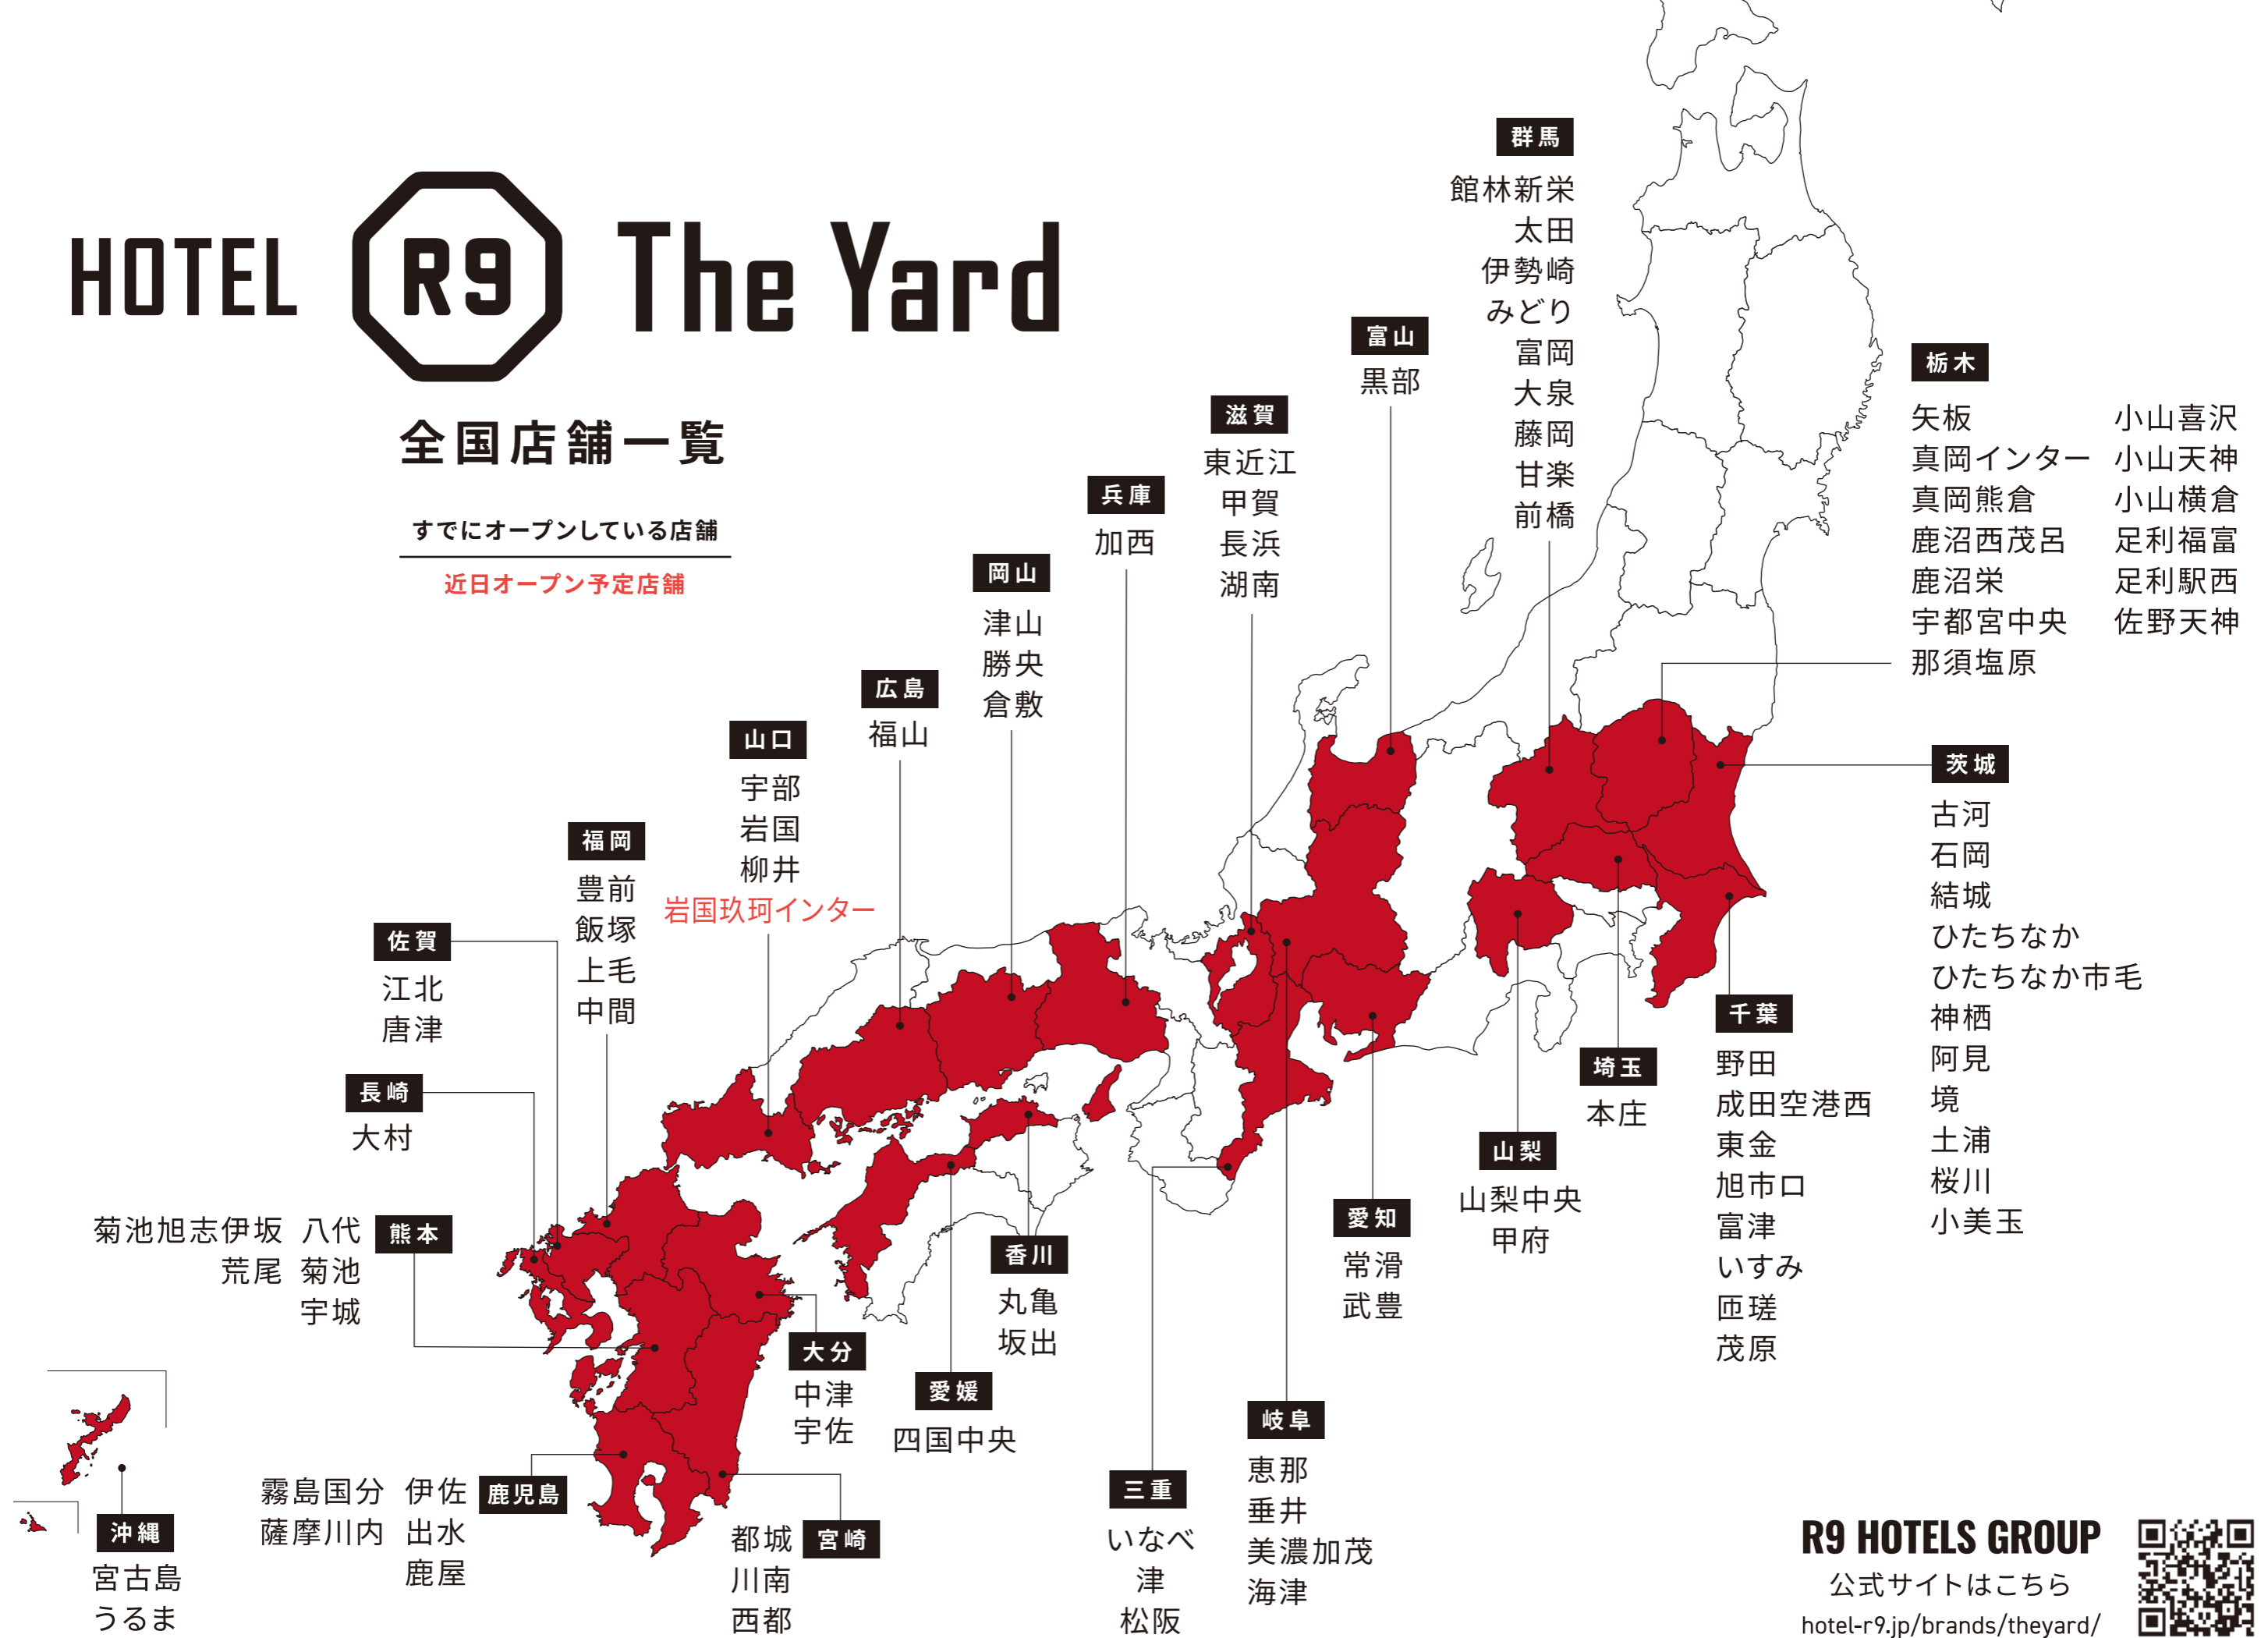 HOTEL R9 The Yard
全国店舗一覧
すでにオープンしている店舗
近日オープン予定店舗
群馬
館林新栄
太田
伊勢崎
みどり
富岡
大泉
藤岡
甘楽
前橋
富山
黒部
滋賀
東近江
甲賀
長浜
湖南
兵庫
加西
岡山
津山
勝央
倉敷
広島
福山
山口
宇部
岩国
柳井
岩国玖珂インター
福岡
豊前
飯塚
上毛
中間
佐賀
江北
唐津
長崎
大村
熊本
菊池旭志伊坂 八代
荒尾 菊池
宇城
栃木
矢板 小山喜沢
真岡インター 小山天神
真岡熊倉 小山横倉
鹿沼西茂呂 足利福富
鹿沼栄 足利駅西
宇都宮中央 佐野天神
那須塩原
茨城
古河
石岡
結城
ひたちなか
ひたちなか市毛
神栖
阿見
境
土浦
桜川
小美玉
千葉
野田
成田空港西
東金
旭市口
富津
いすみ
匝瑳
茂原
埼玉
本庄
山梨
山梨中央
甲府
愛知
常滑
武豊
香川
丸亀
坂出
大分
中津
宇佐
愛媛
四国中央
岐阜
恵那
垂井
美濃加茂
海津
三重
いなべ
津
松阪
鹿児島
霧島国分 伊佐
薩摩川内 出水
鹿屋
宮崎
都城
川南
西都
沖縄
宮古島
うるま
R9 HOTELS GROUP
公式サイトはこちら
hotel-r9.jp/brands/theyard/